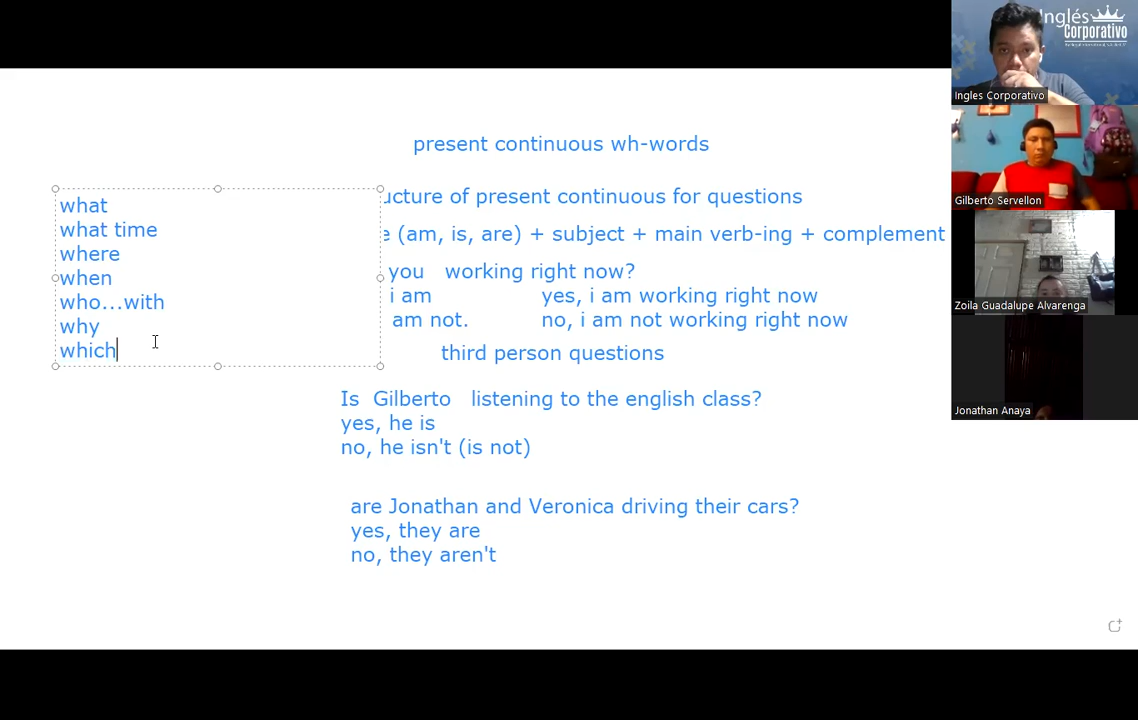 present continuous wh-words
ucture of present continuous for questions
e (am, is, are) + subject + main verb-ing + complement
you working right now?
i am yes, i am working right now
am not. no, i am not working right now
third person questions
Is Gilberto listening to the english class?
yes, he is
no, he isn't (is not)
are Jonathan and Veronica driving their cars?
yes, they are
no, they aren't
what
what time
where
when
who...with
why
which
Inglés
Corporativo
Ingles Corporativo
Gilberto Servellon
Zoila Guadalupe Alvarenga
Jonathan Anaya